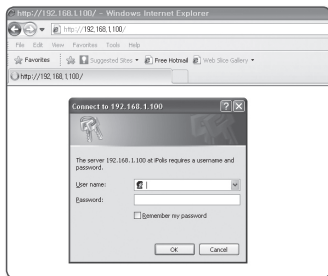 http://192.168.1.100/ - Windows Internet Explorer
http://192.168.1.100/
File Edit View Favorites Tools Help
Favorites Suggested Sites Free Hotmail Web Slice Gallery
http://192.168.1.100/
Connect to 192.168.1.100
The server 192.168.1.100 at iPolis requires a username and
password.
User name:
Password:
Remember my password
OK Cancel